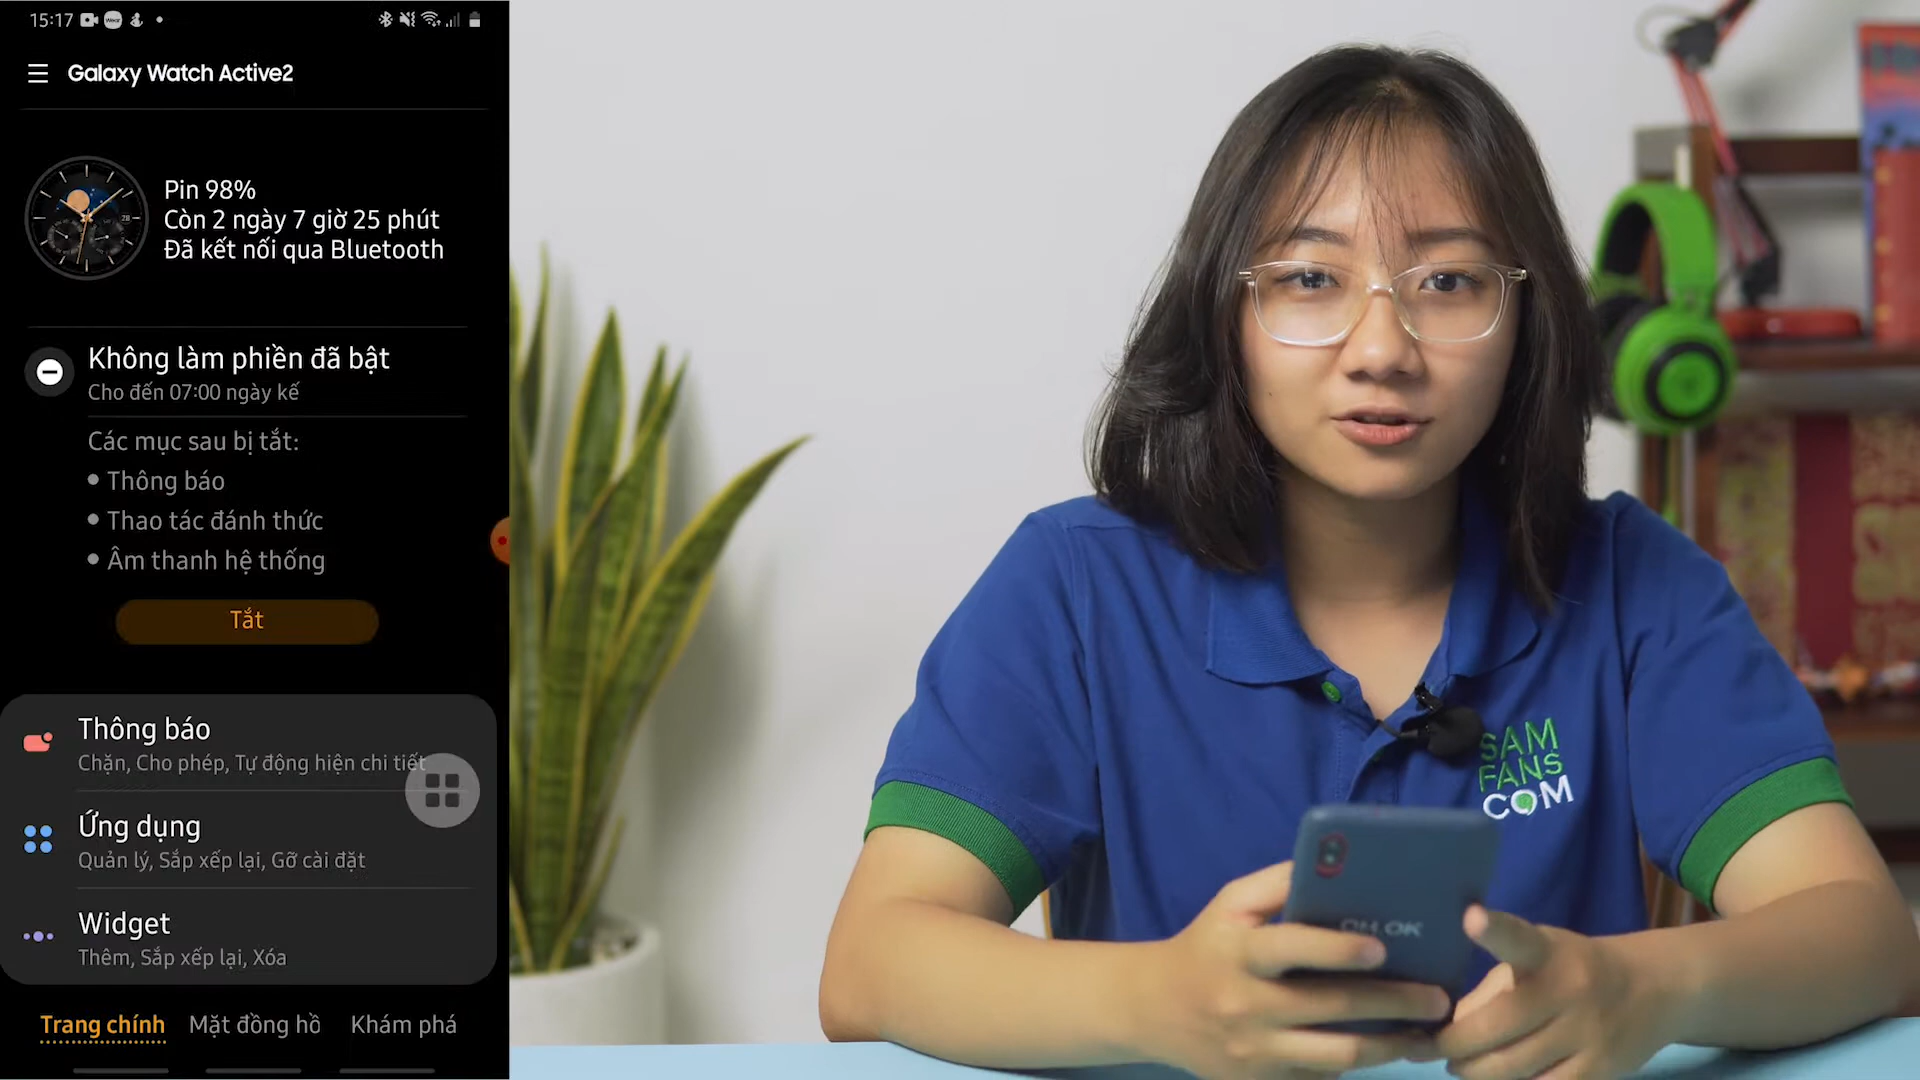 15:17
Galaxy Watch Active2
Pin 98%
Còn 2 ngày 7 giờ 25 phút
Đã kết nối qua Bluetooth
Không làm phiền đã bật
Cho đến 07:00 ngày kế
Các mục sau bị tắt:
Thông báo
Thao tác đánh thức
Âm thanh hệ thống
Tắt
Thông báo
Chặn, Cho phép, Tự động hiện chi tiết
Ứng dụng
Quản lý, Sắp xếp lại, Gỡ cài đặt
Widget
Thêm, Sắp xếp lại, Xóa
Trang chính Mặt đồng hồ Khám phá
SAM
FANS
COM